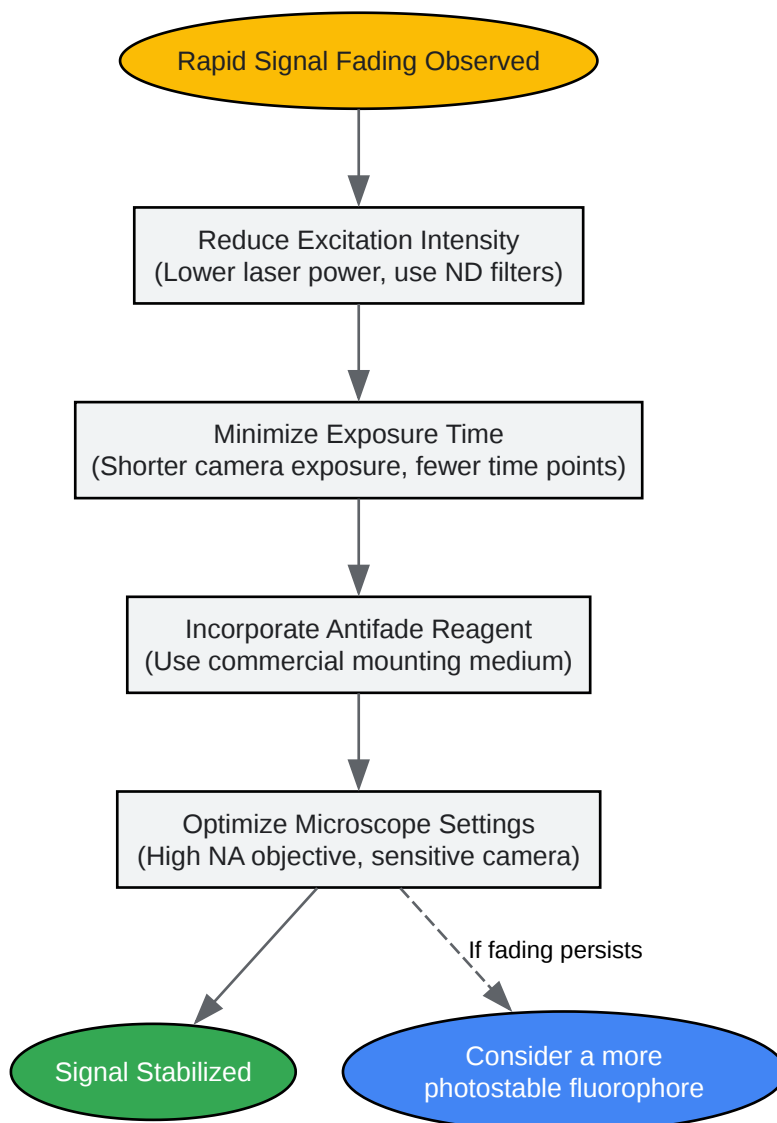 Rapid Signal Fading Observed
Reduce Excitation Intensity
(Lower laser power, use ND filters)
Minimize Exposure Time
(Shorter camera exposure, fewer time points)
Incorporate Antifade Reagent
(Use commercial mounting medium)
Optimize Microscope Settings
(High NA objective, sensitive camera)
If fading persists
Signal Stabilized
Consider a more
photostable fluorophore